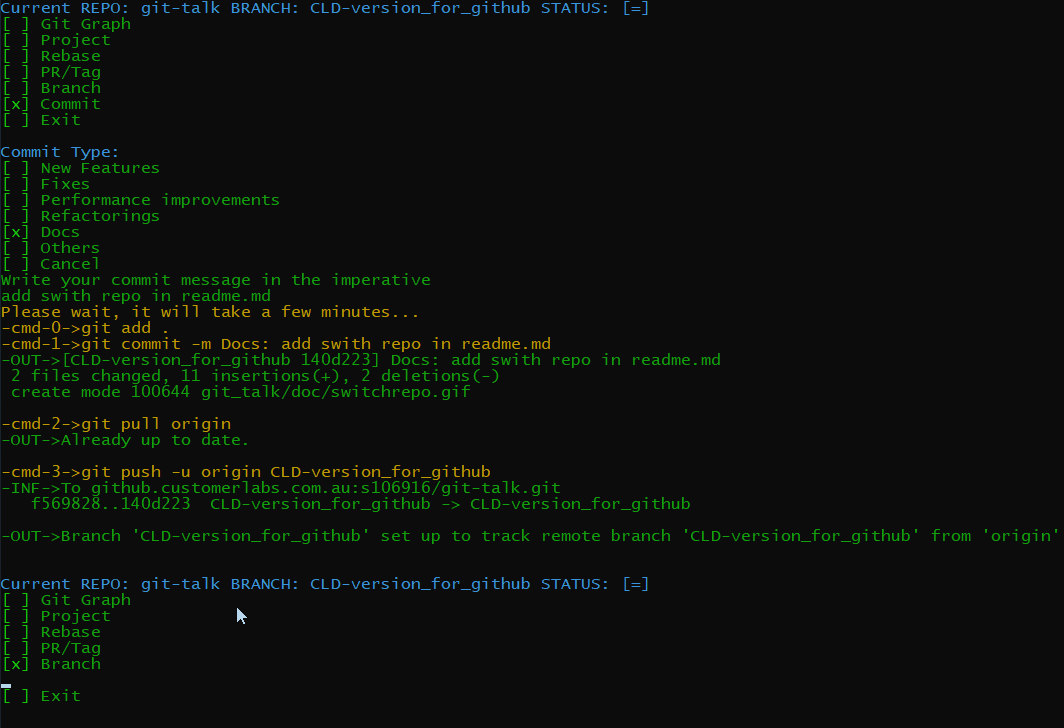 Current REPO: git-talk BRANCH: CLD-version_for_github STATUS: [=]
[ ] Git Graph
[ ] Project
[ ] Rebase
[ ] PR/Tag
[ ] Branch
[x] Commit
[ ] Exit
Commit Type:
[ ] New Features
[ ] Fixes
[ ] Performance improvements
[ ] Refactorings
[x] Docs
[ ] Others
[ ] Cancel
Write your commit message in the imperative
add swith repo in readme.md
Please wait, it will take a few minutes...
-cmd-0->git add .
-cmd-1->git commit -m Docs: add swith repo in readme.md
-OUT->[CLD-version_for_github 140d223] Docs: add swith repo in readme.md
 2 files changed, 11 insertions(+), 2 deletions(-)
 create mode 100644 git_talk/doc/switchrepo.gif
-cmd-2->git pull origin
-OUT->Already up to date.
-cmd-3->git push -u origin CLD-version_for_github
-INF->To github.customerlabs.com.au:s106916/git-talk.git
   f569828..140d223  CLD-version_for_github -> CLD-version_for_github
-OUT->Branch 'CLD-version_for_github' set up to track remote branch 'CLD-version_for_github' from 'origin'
Current REPO: git-talk BRANCH: CLD-version_for_github STATUS: [=]
[ ] Git Graph
[ ] Project
[ ] Rebase
[ ] PR/Tag
[x] Branch
[ ] Exit